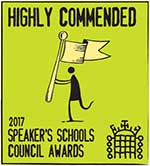 HIGHLY COMMENDED
2017
SPEAKER'S SCHOOLS
COUNCIL AWARDS